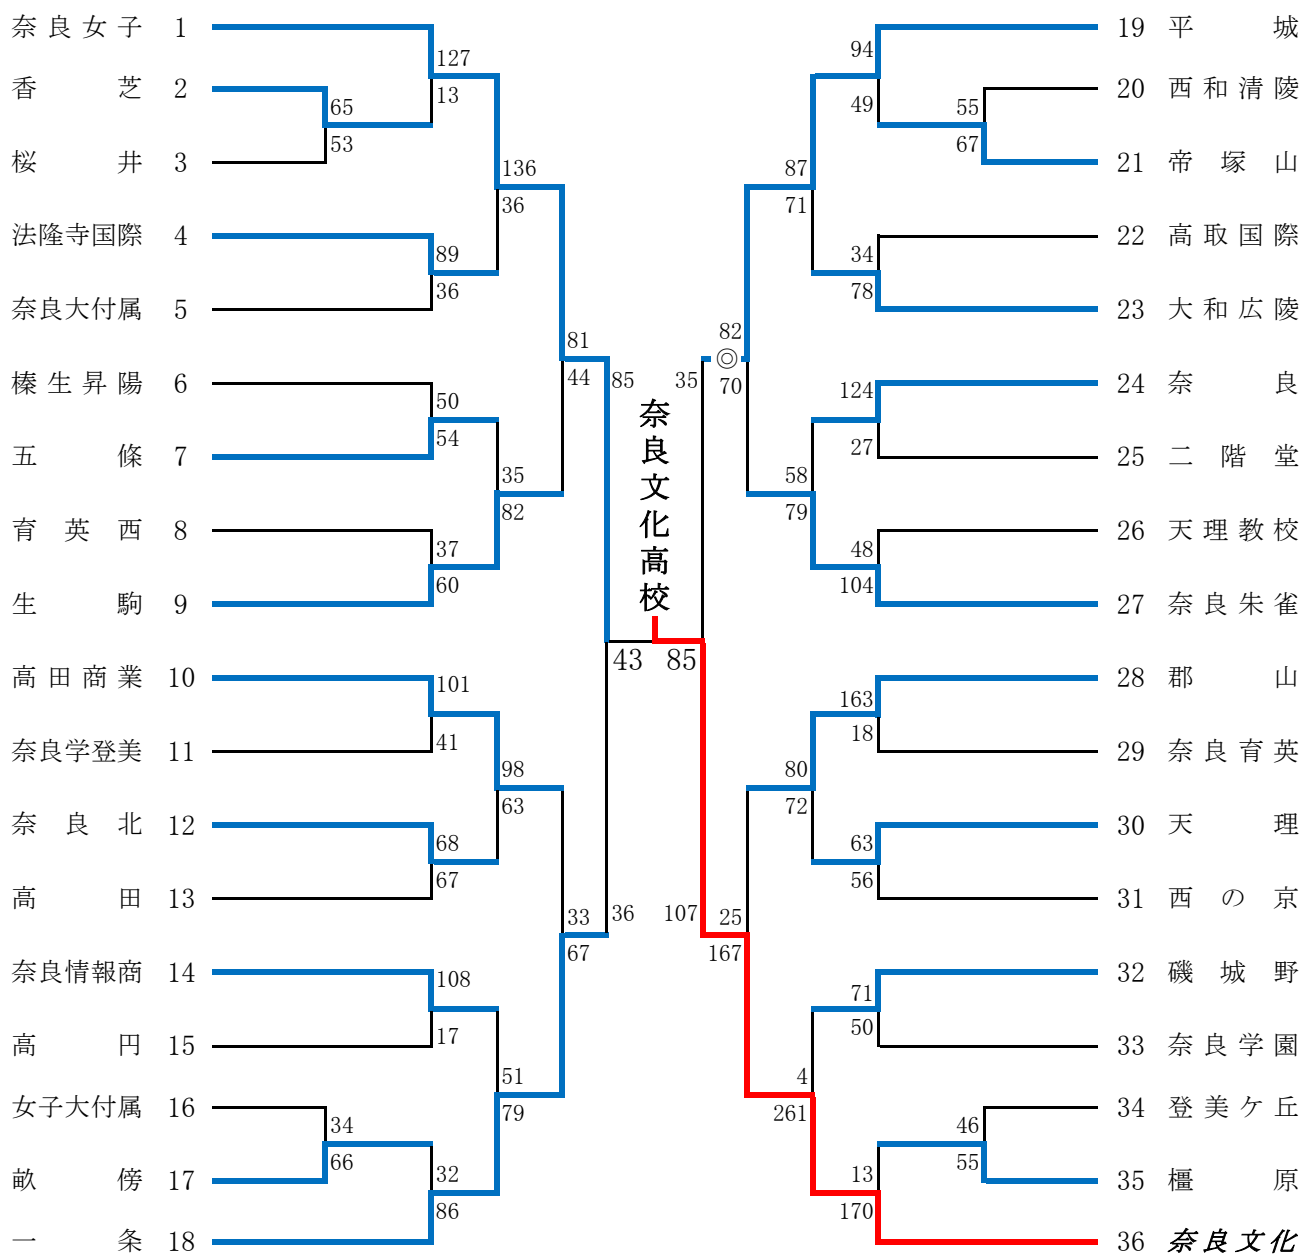 奈良女子 1
香芝 2
桜井 3
法隆寺国際 4
奈良大付属 5
榛生昇陽 6
五條 7
育英西 8
生駒 9
高田商業 10
奈良学登美 11
奈良北 12
高田 13
奈良情報商 14
高円 15
女子大付属 16
畝傍 17
一条 18
127
13
65
53
136
36
89
36
81
44
50
54
35
82
37
60
85
101
41
98
63
68
67
33
67
36
108
17
51
79
34
66
32
86
奈良文化高校
43 85
94
49
55
67
87
71
34
78
82
◎
70
35
124
27
58
79
48
104
163
18
80
72
63
56
107
25
167
71
50
4
261
46
55
13
170
19 平城
20 西和清陵
21 帝塚山
22 高取国際
23 大和広陵
24 奈良
25 二階堂
26 天理教校
27 奈良朱雀
28 郡山
29 奈良育英
30 天理
31 西の京
32 磯城野
33 奈良学園
34 登美ケ丘
35 橿原
36 奈良文化